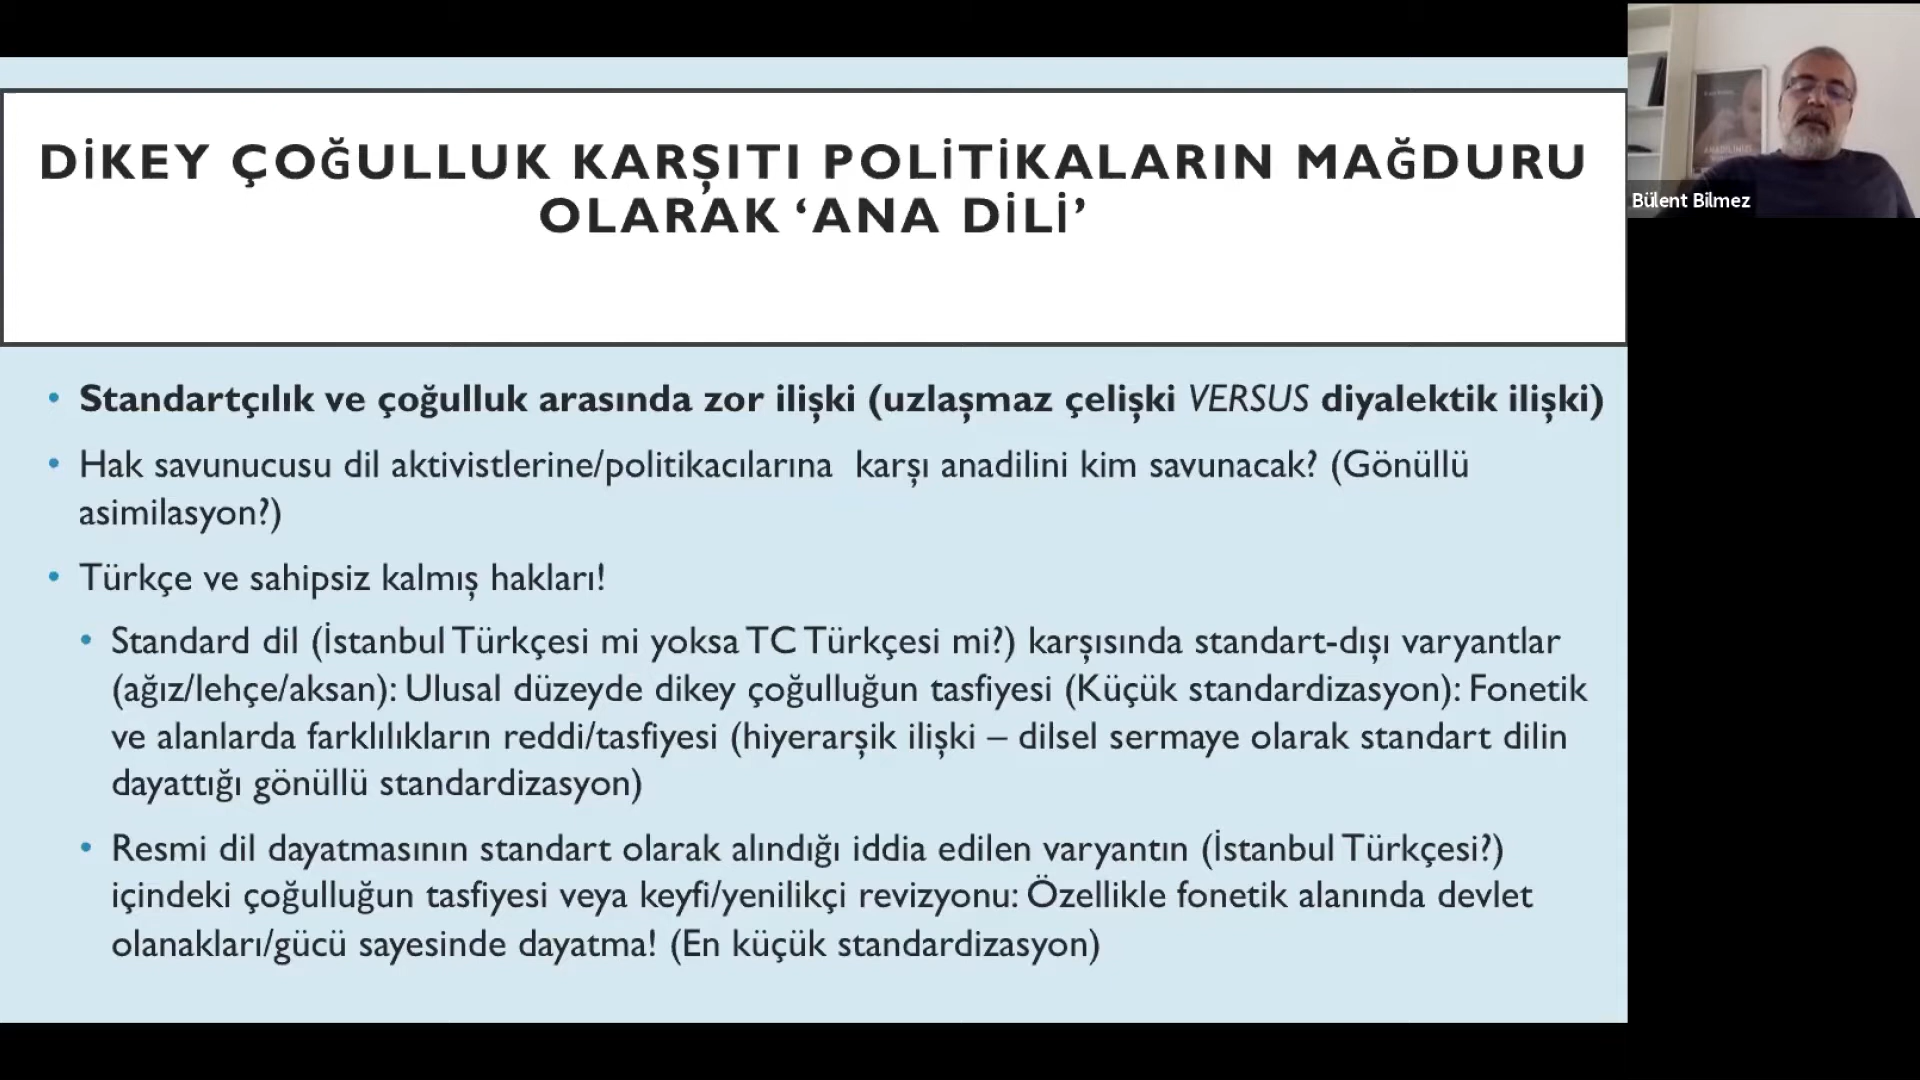 DİKEY ÇOĞULLUK KARŞITI POLİTİKALARIN MAĞDURU
OLARAK ‘ANA DİLİ’
• Standartçılık ve çoğulluk arasında zor ilişki (uzlaşmaz çelişki VERSUS diyalektik ilişki)
• Hak savunucusu dil aktivistlerine/politikacılarına karşı anadilini kim savunacak? (Gönüllü
asimilasyon?)
• Türkçe ve sahipsiz kalmış hakları!
• Standard dil (İstanbul Türkçesi mi yoksa TC Türkçesi mi?) karşısında standart-dışı varyantlar
(ağız/lehçe/aksan): Ulusal düzeyde dikey çoğulluğun tasfiyesi (Küçük standardizasyon): Fonetik
ve alanlarda farklılıkların reddi/tasfiyesi (hiyerarşik ilişki – dilsel sermaye olarak standart dilin
dayattığı gönüllü standardizasyon)
• Resmi dil dayatmasının standart olarak alındığı iddia edilen varyantın (İstanbul Türkçesi?)
içindeki çoğulluğun tasfiyesi veya keyfi/yenilikçi revizyonu: Özellikle fonetik alanında devlet
olanakları/gücü sayesinde dayatma! (En küçük standardizasyon)
Bülent Bilmez